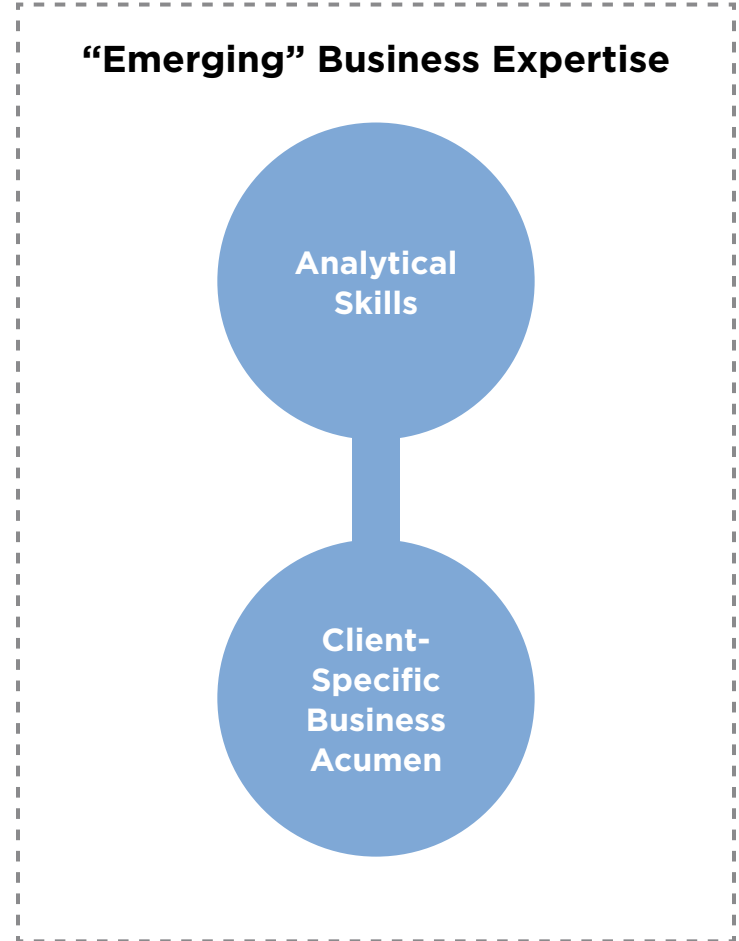 “Emerging” Business Expertise
Analytical
Skills
Client-
Specific
Business
Acumen